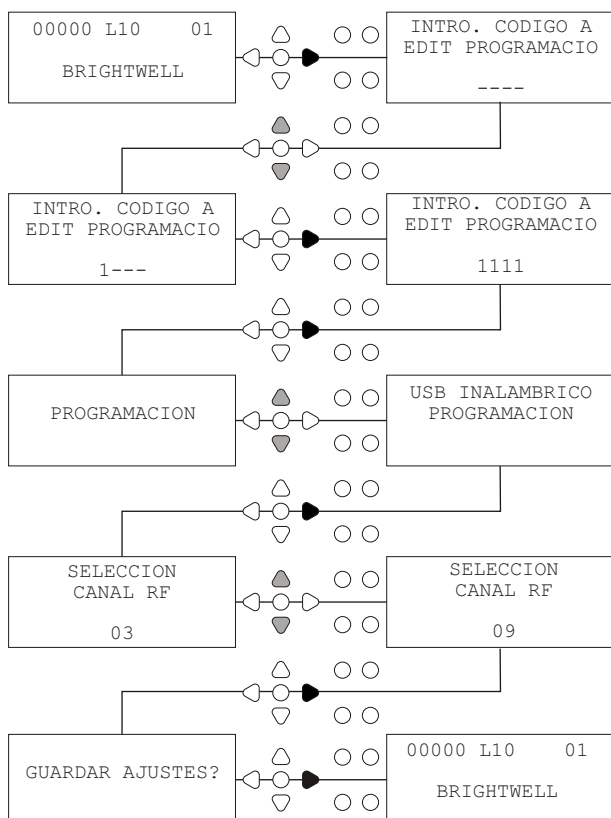 00000 L10 01
BRIGHTWELL
INTRO. CODIGO A
EDIT PROGRAMACIO
----
INTRO. CODIGO A
EDIT PROGRAMACIO
1---
INTRO. CODIGO A
EDIT PROGRAMACIO
1111
PROGRAMACION
USB INALAMBRICO
PROGRAMACION
SELECCION
CANAL RF
03
SELECCION
CANAL RF
09
GUARDAR AJUSTES?
00000 L10 01
BRIGHTWELL